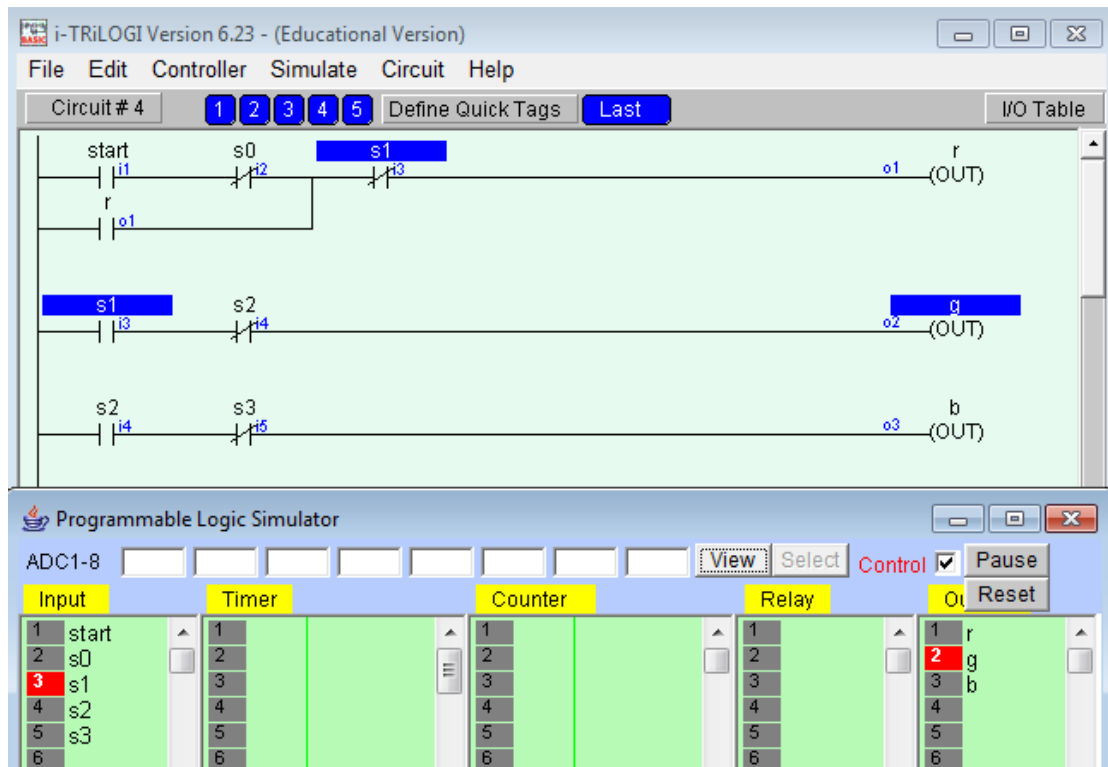 i-TRiLOGI Version 6.23 - (Educational Version)
File Edit Controller Simulate Circuit Help
Circuit # 4 1 2 3 4 5 Define Quick Tags Last I/O Table
start s0 s1 r
i1 i2 i3 o1 (OUT)
r
o1
s1 s2 g
i3 i4 o2 (OUT)
s2 s3 b
i4 i5 o3 (OUT)
Programmable Logic Simulator
ADC1-8 View Select Control Pause
Reset
Input Timer Counter Relay Ou
1 start 1 1 1 1 r
2 s0 2 2 2 2 g
3 s1 3 3 3 3 b
4 s2 4 4 4 4
5 s3 5 5 5 5
6 6 6 6 6